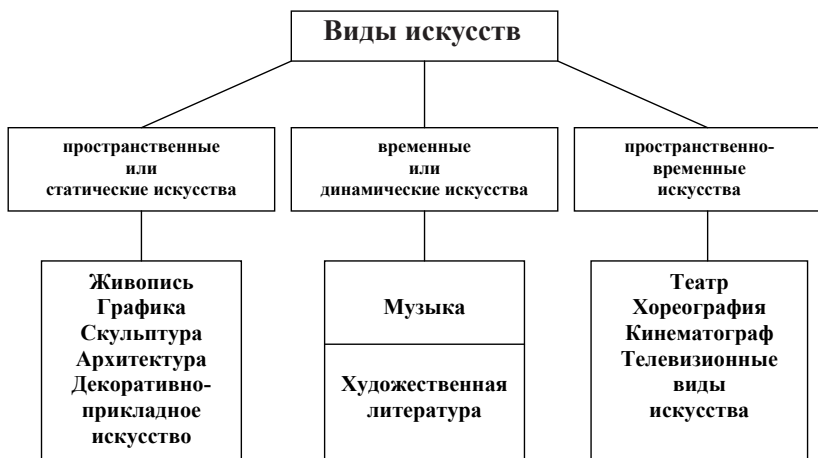 Виды искусств
пространственные
или
статические искусства
временные
или
динамические искусства
пространственно-
временные
искусства
Живопись
Графика
Скульптура
Архитектура
Декоративно-
прикладное
искусство
Музыка
Художественная
литература
Театр
Хореография
Кинематограф
Телевизионные
виды
искусства